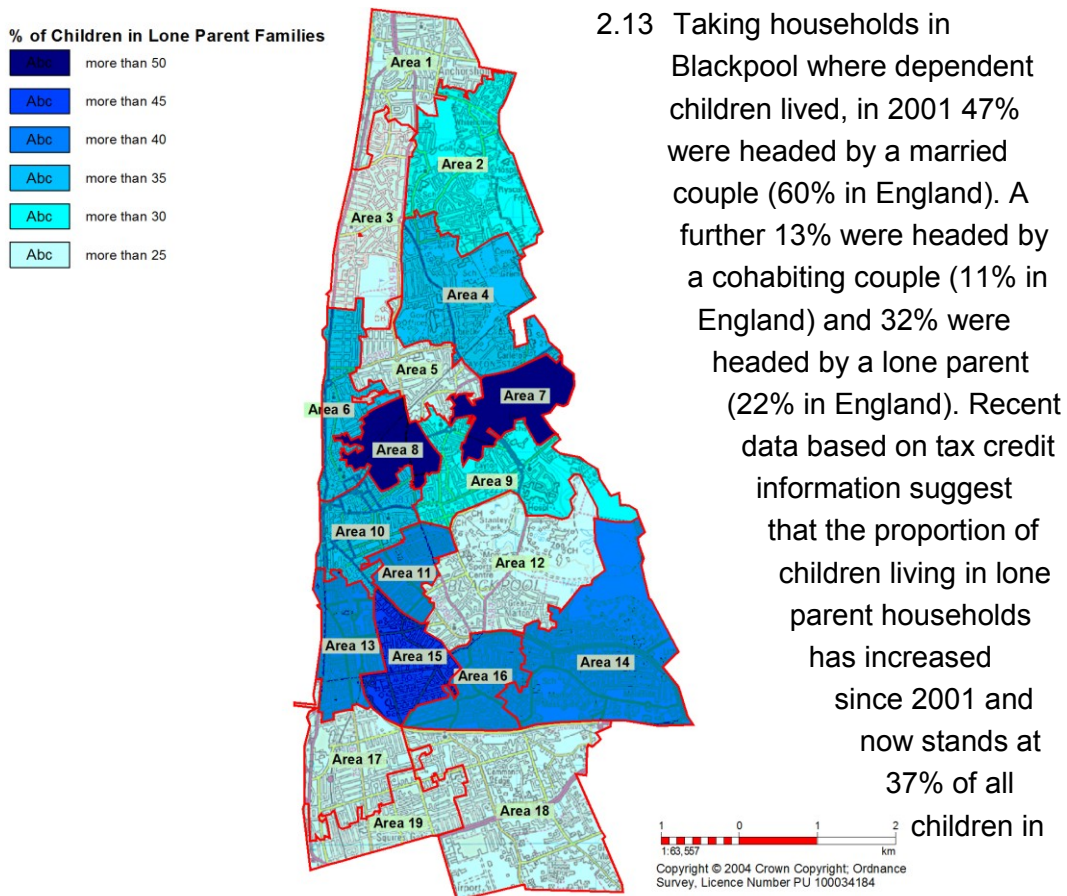 % of Children in Lone Parent Families
Abc more than 50
Abc more than 45
Abc more than 40
Abc more than 35
Abc more than 30
Abc more than 25
Area 1
Area 2
Area 3
Area 4
Area 5
Area 7
Area 6
Area 8
Area 9
Area 10
Area 12
Area 11
BLACKPOOL
Area 13
Area 15
Area 14
Area 16
Area 17
Area 18
Area 19
2.13 Taking households in
Blackpool where dependent
children lived, in 2001 47%
were headed by a married
couple (60% in England). A
further 13% were headed by
a cohabiting couple (11% in
England) and 32% were
headed by a lone parent
(22% in England). Recent
data based on tax credit
information suggest
that the proportion of
children living in lone
parent households
has increased
since 2001 and
now stands at
37% of all
children in
1 0 1 2
1:63,557 km
Copyright © 2004 Crown Copyright; Ordnance
Survey, Licence Number PU 100034184